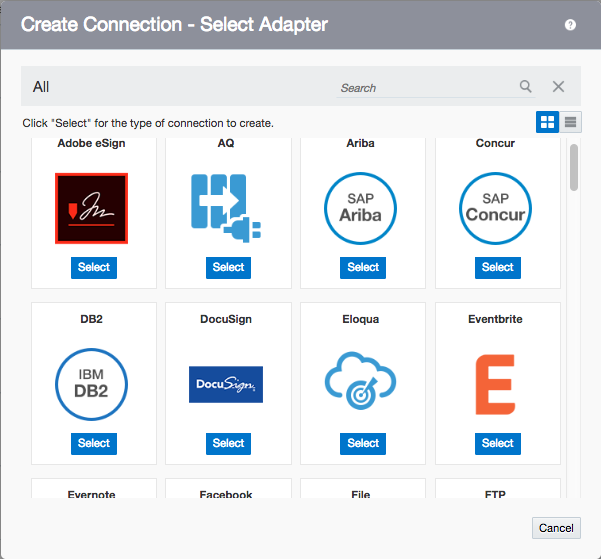 Create Connection - Select Adapter
?
All
Search
Click "Select" for the type of connection to create.
Adobe eSign
AQ
Ariba
Concur
SAP
Ariba
SAP
Concur
Select
Select
Select
Select
DB2
DocuSign
Eloqua
Eventbrite
IBM
DB2
DocuSign
E
Select
Select
Select
Select
Evernote
Facebook
File
FTP
Cancel